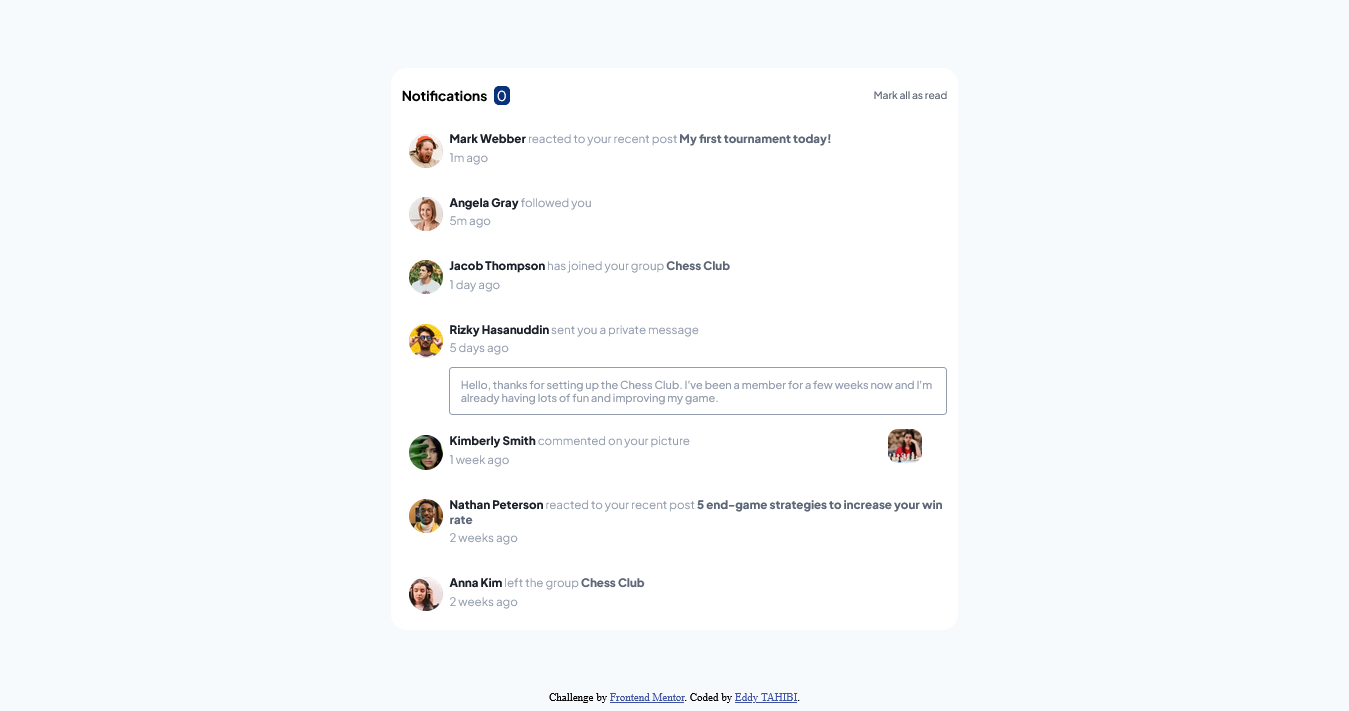 Notifications 0
Mark all as read
Mark Webber reacted to your recent post My first tournament today!
1m ago
Angela Gray followed you
5m ago
Jacob Thompson has joined your group Chess Club
1 day ago
Rizky Hasanuddin sent you a private message
5 days ago
Hello, thanks for setting up the Chess Club. I've been a member for a few weeks now and I'm
already having lots of fun and improving my game.
Kimberly Smith commented on your picture
1 week ago
Nathan Peterson reacted to your recent post 5 end-game strategies to increase your win
rate
2 weeks ago
Anna Kim left the group Chess Club
2 weeks ago
Challenge by Frontend Mentor. Coded by Eddy TAHIBI.